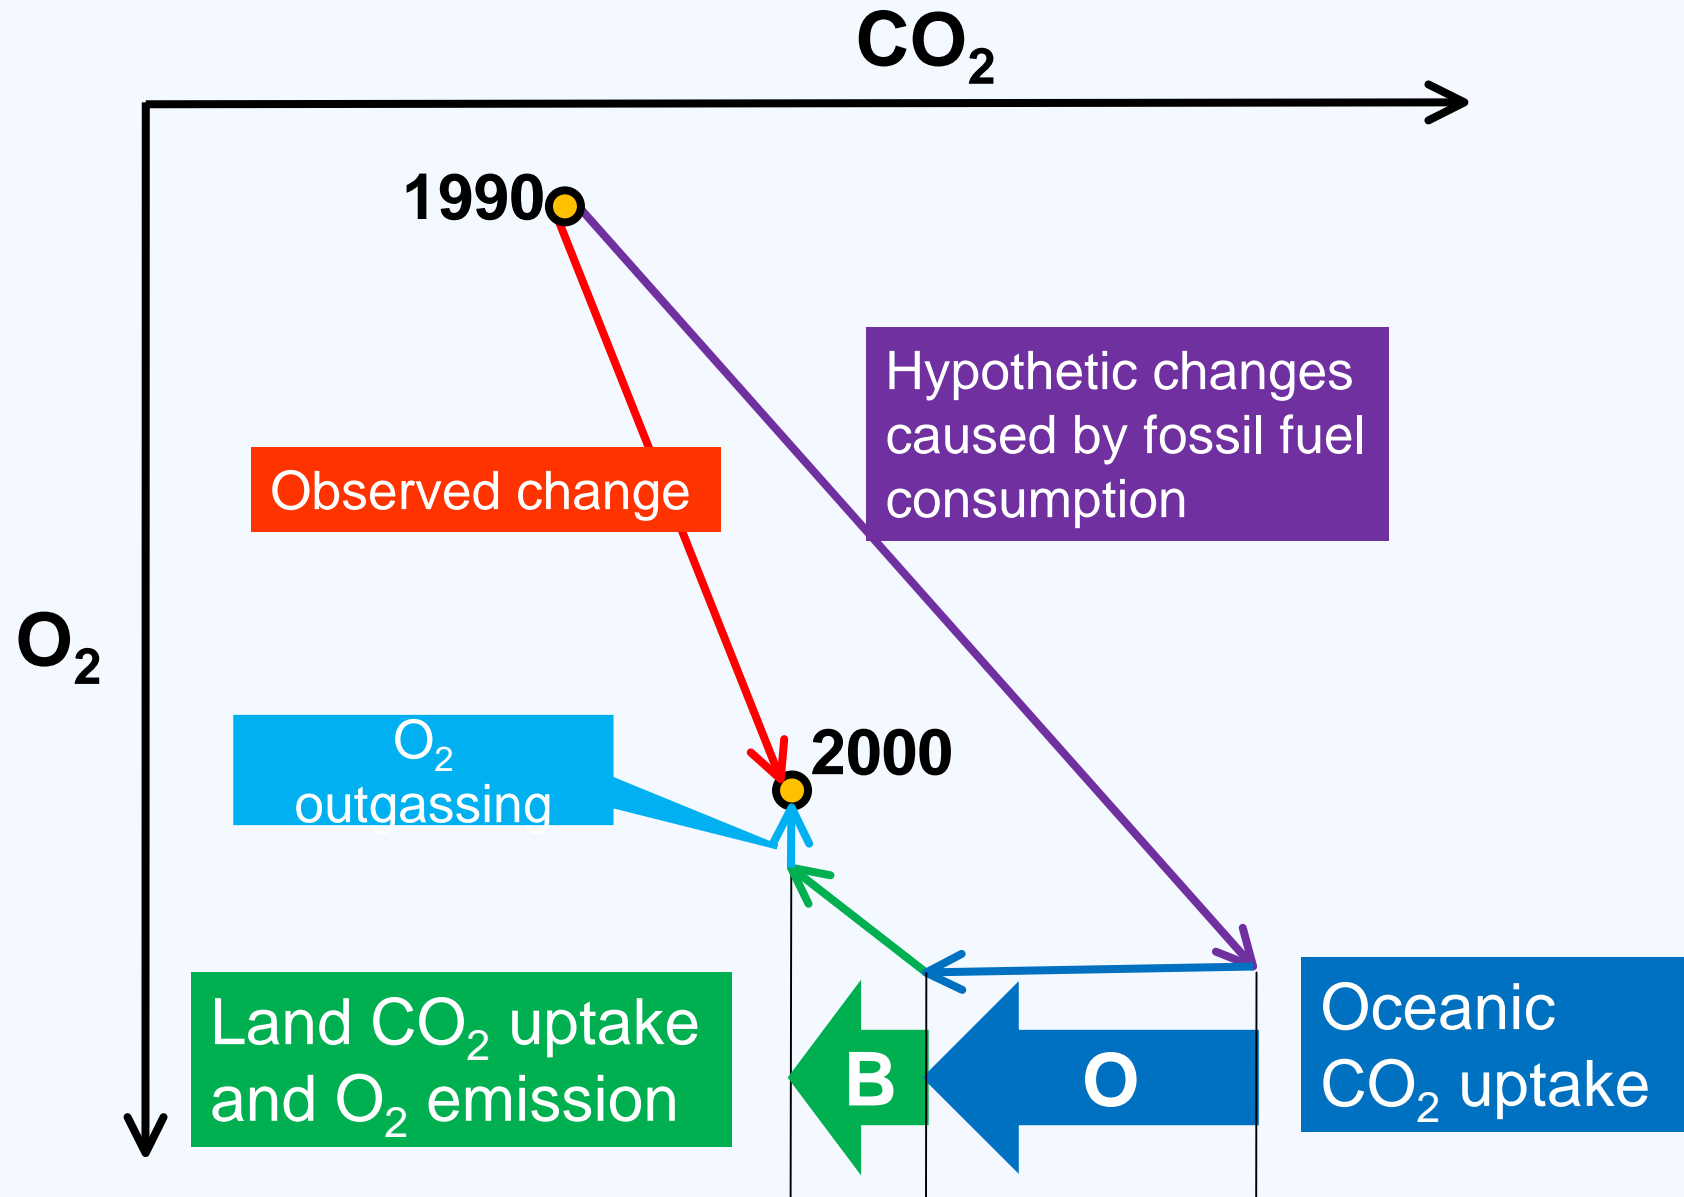 CO₂
1990
Hypothetic changes
caused by fossil fuel
consumption
Observed change
O₂
O₂
outgassing
2000
Land CO₂ uptake
and O₂ emission
B
O
Oceanic
CO₂ uptake